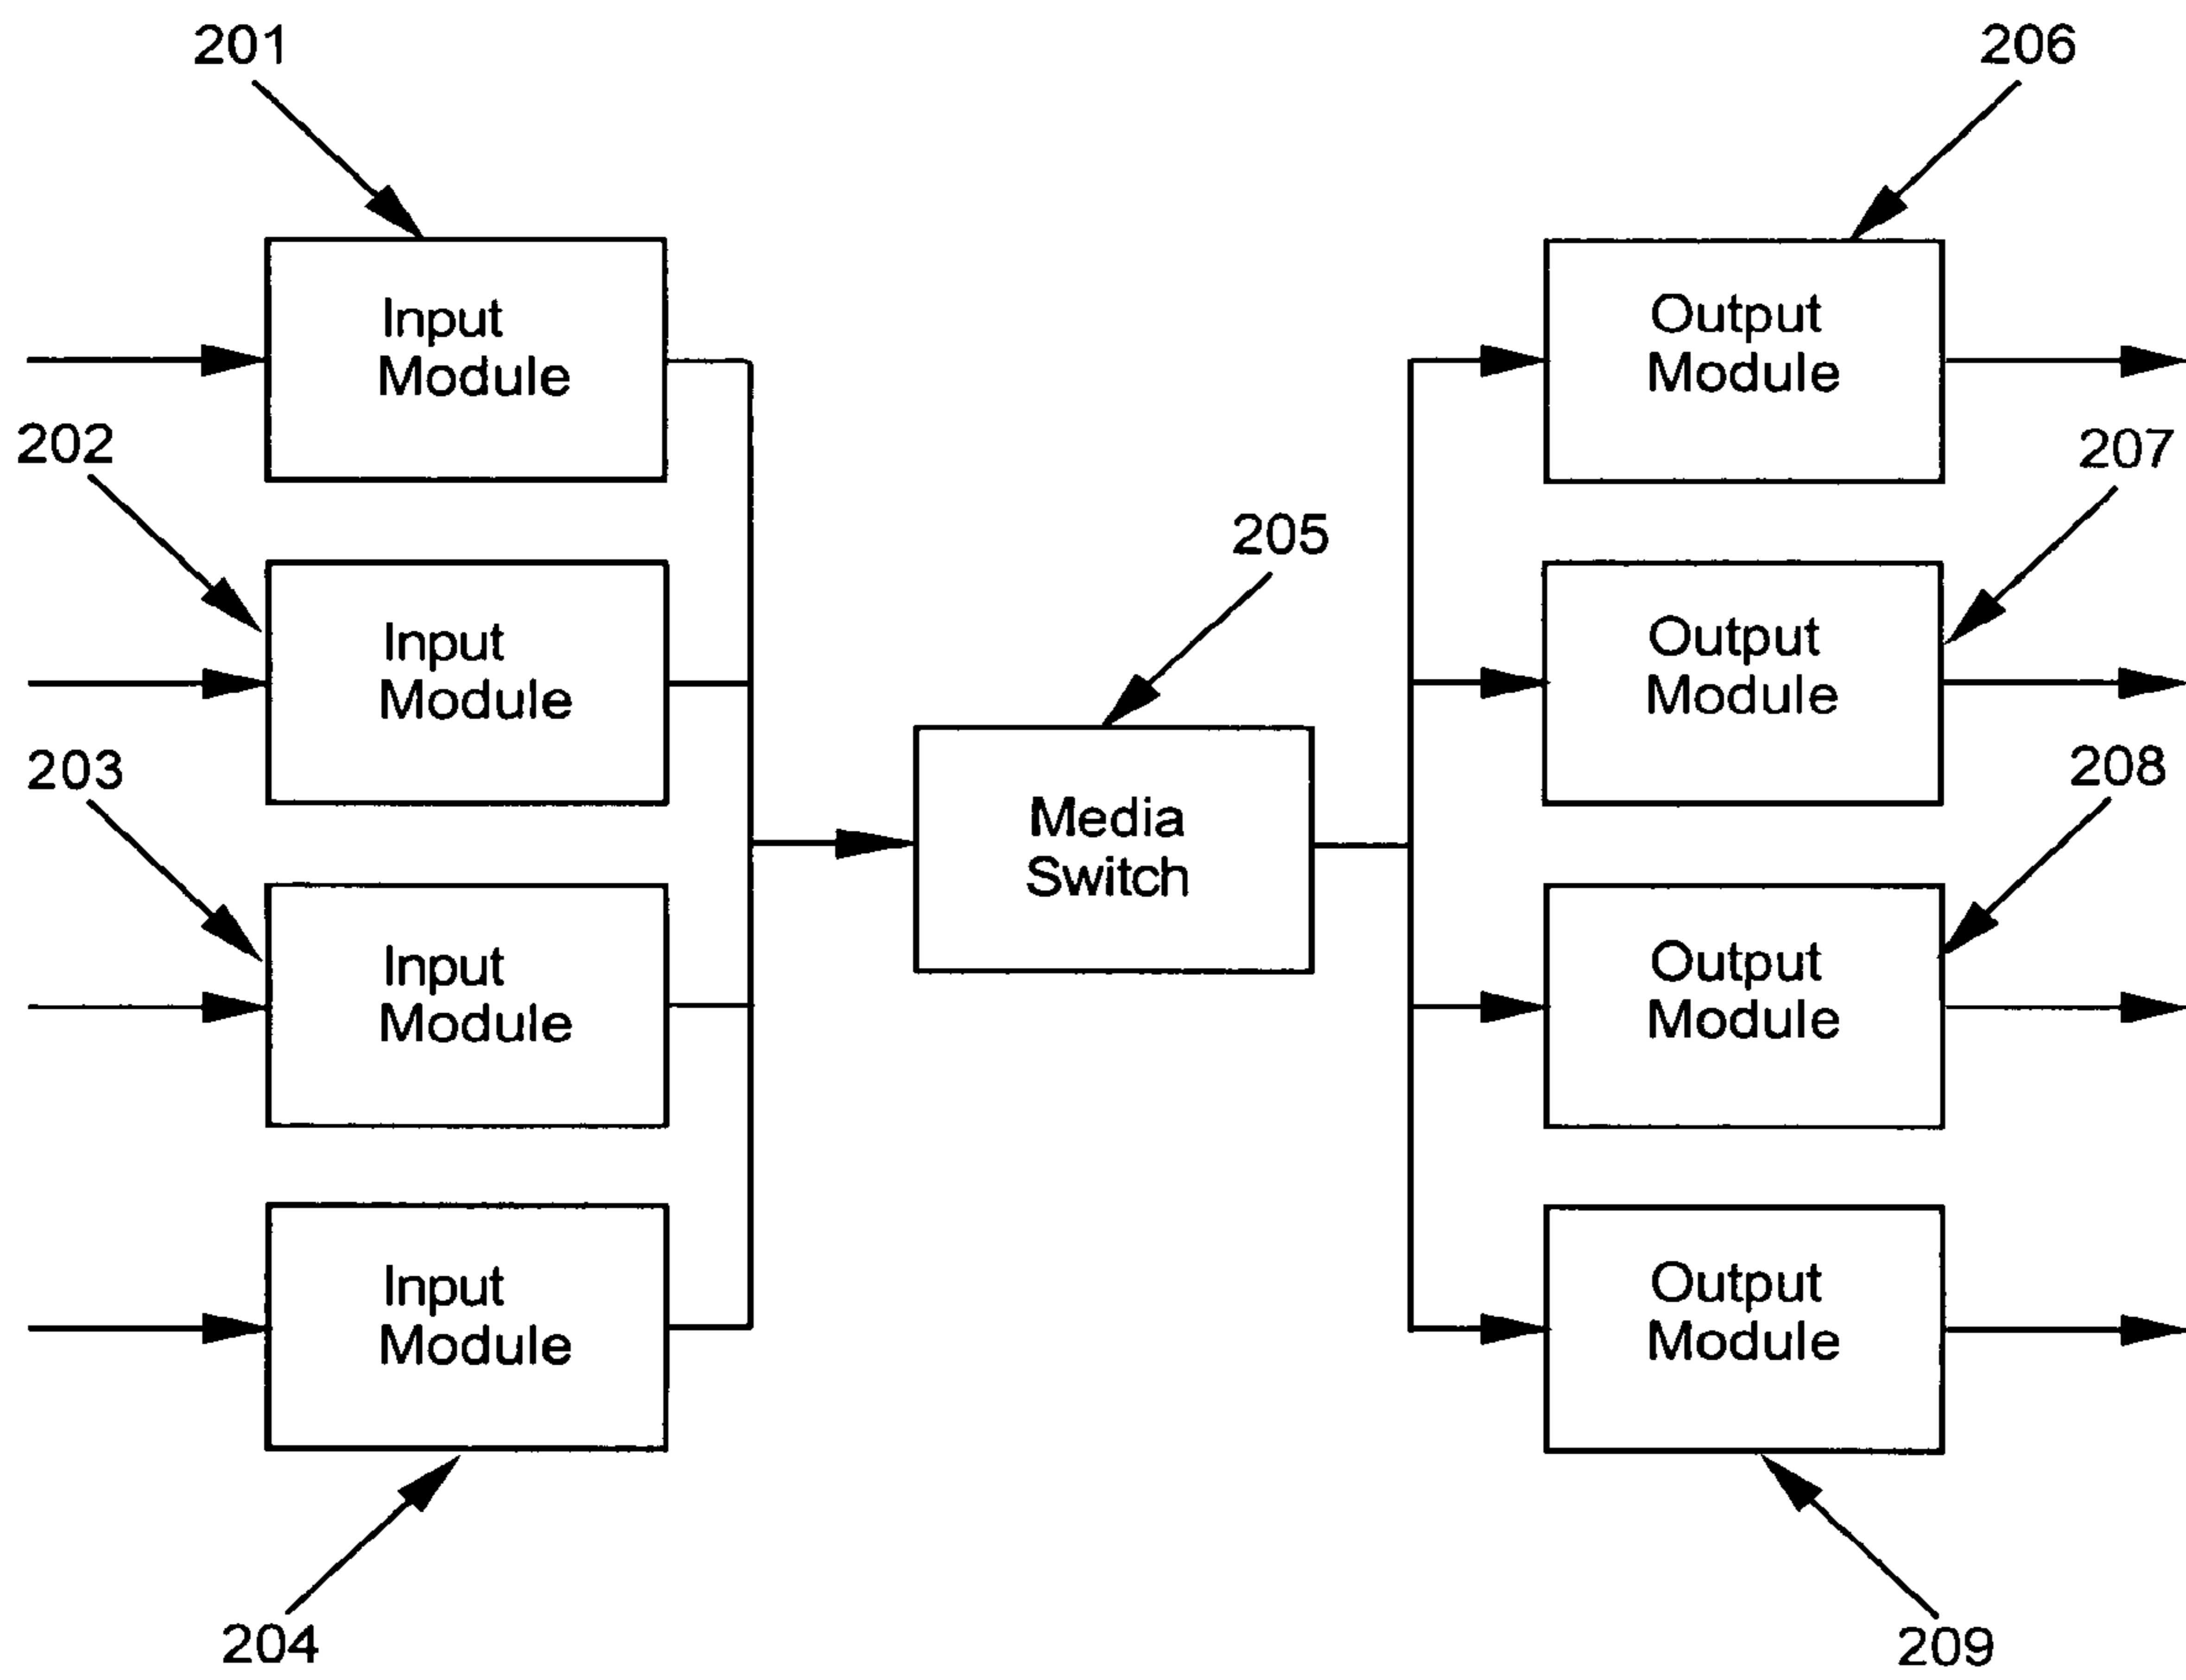 201
206
Input
Module
Output
Module
202
207
205
Input
Module
Output
Module
203
208
Media
Switch
Input
Module
Output
Module
Input
Module
Output
Module
204
209